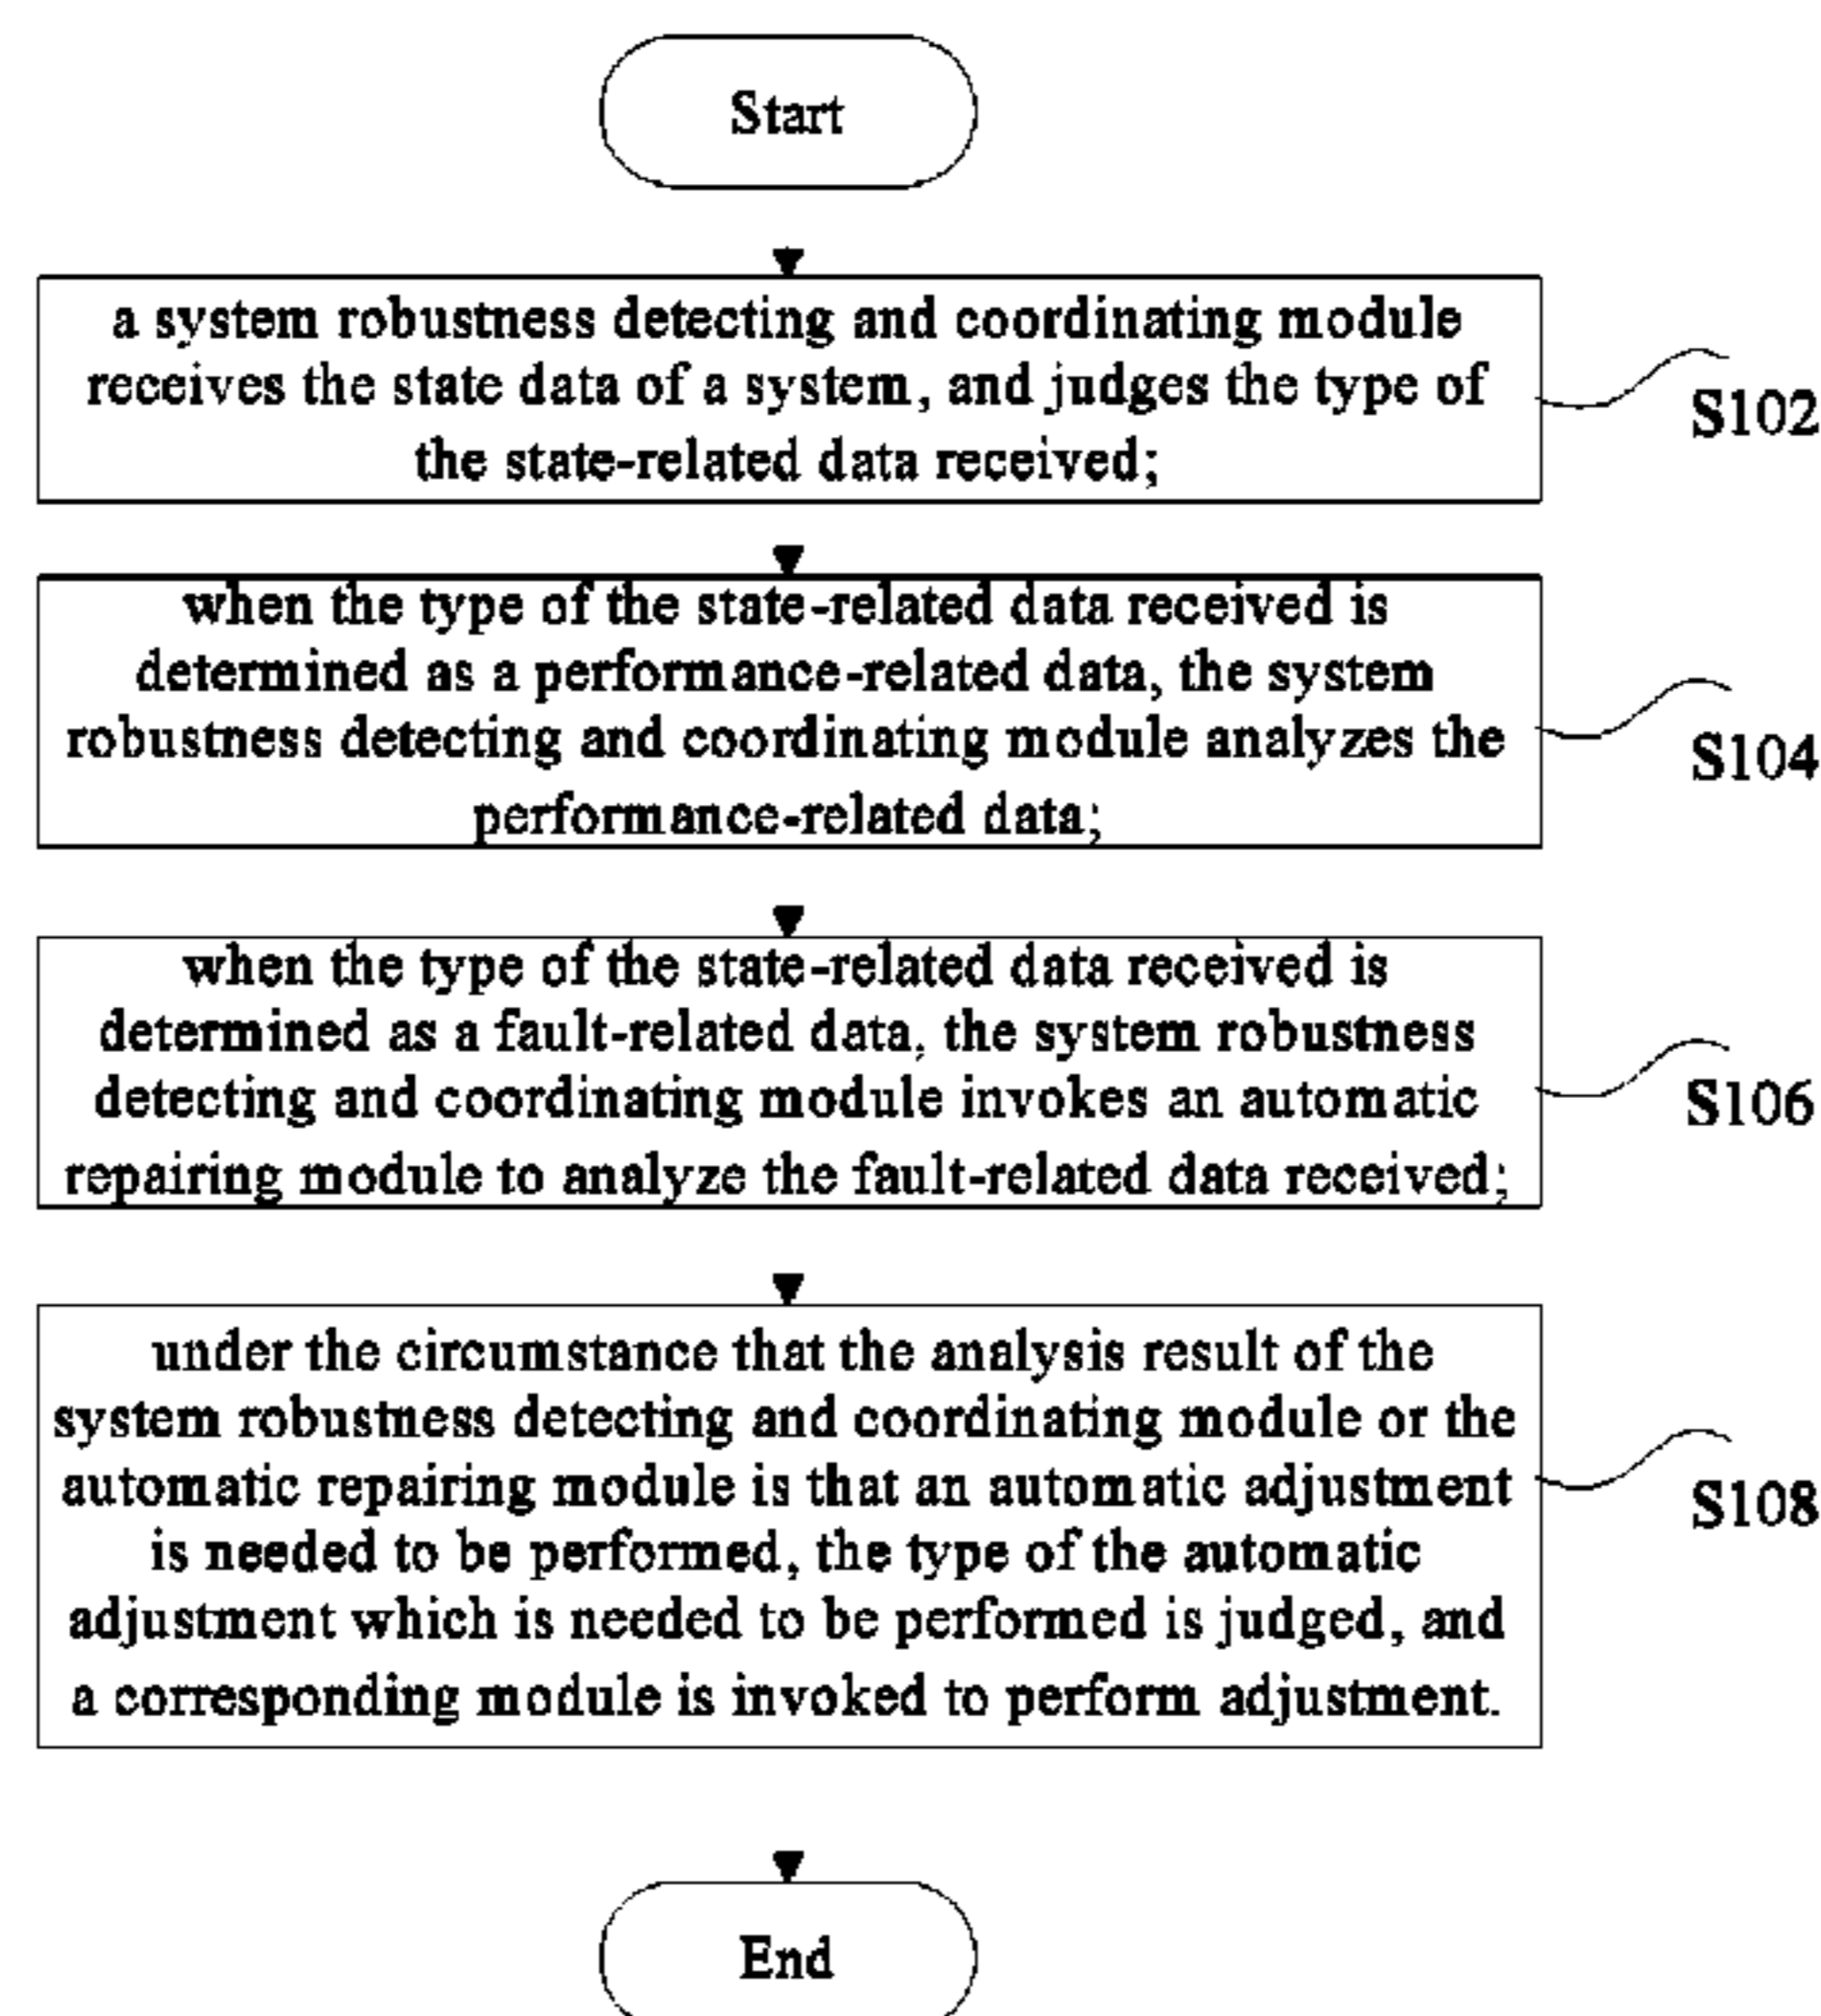 Start
a system robustness detecting and coordinating module
receives the state data of a system, and judges the type of
the state-related data received;
S102
when the type of the state-related data received is
determined as a performance-related data, the system
robustness detecting and coordinating module analyzes the
performance-related data;
S104
when the type of the state-related data received is
determined as a fault-related data, the system robustness
detecting and coordinating module invokes an automatic
repairing module to analyze the fault-related data received;
S106
under the circumstance that the analysis result of the
system robustness detecting and coordinating module or the
automatic repairing module is that an automatic adjustment
is needed to be performed, the type of the automatic
adjustment which is needed to be performed is judged, and
a corresponding module is invoked to perform adjustment.
S108
End